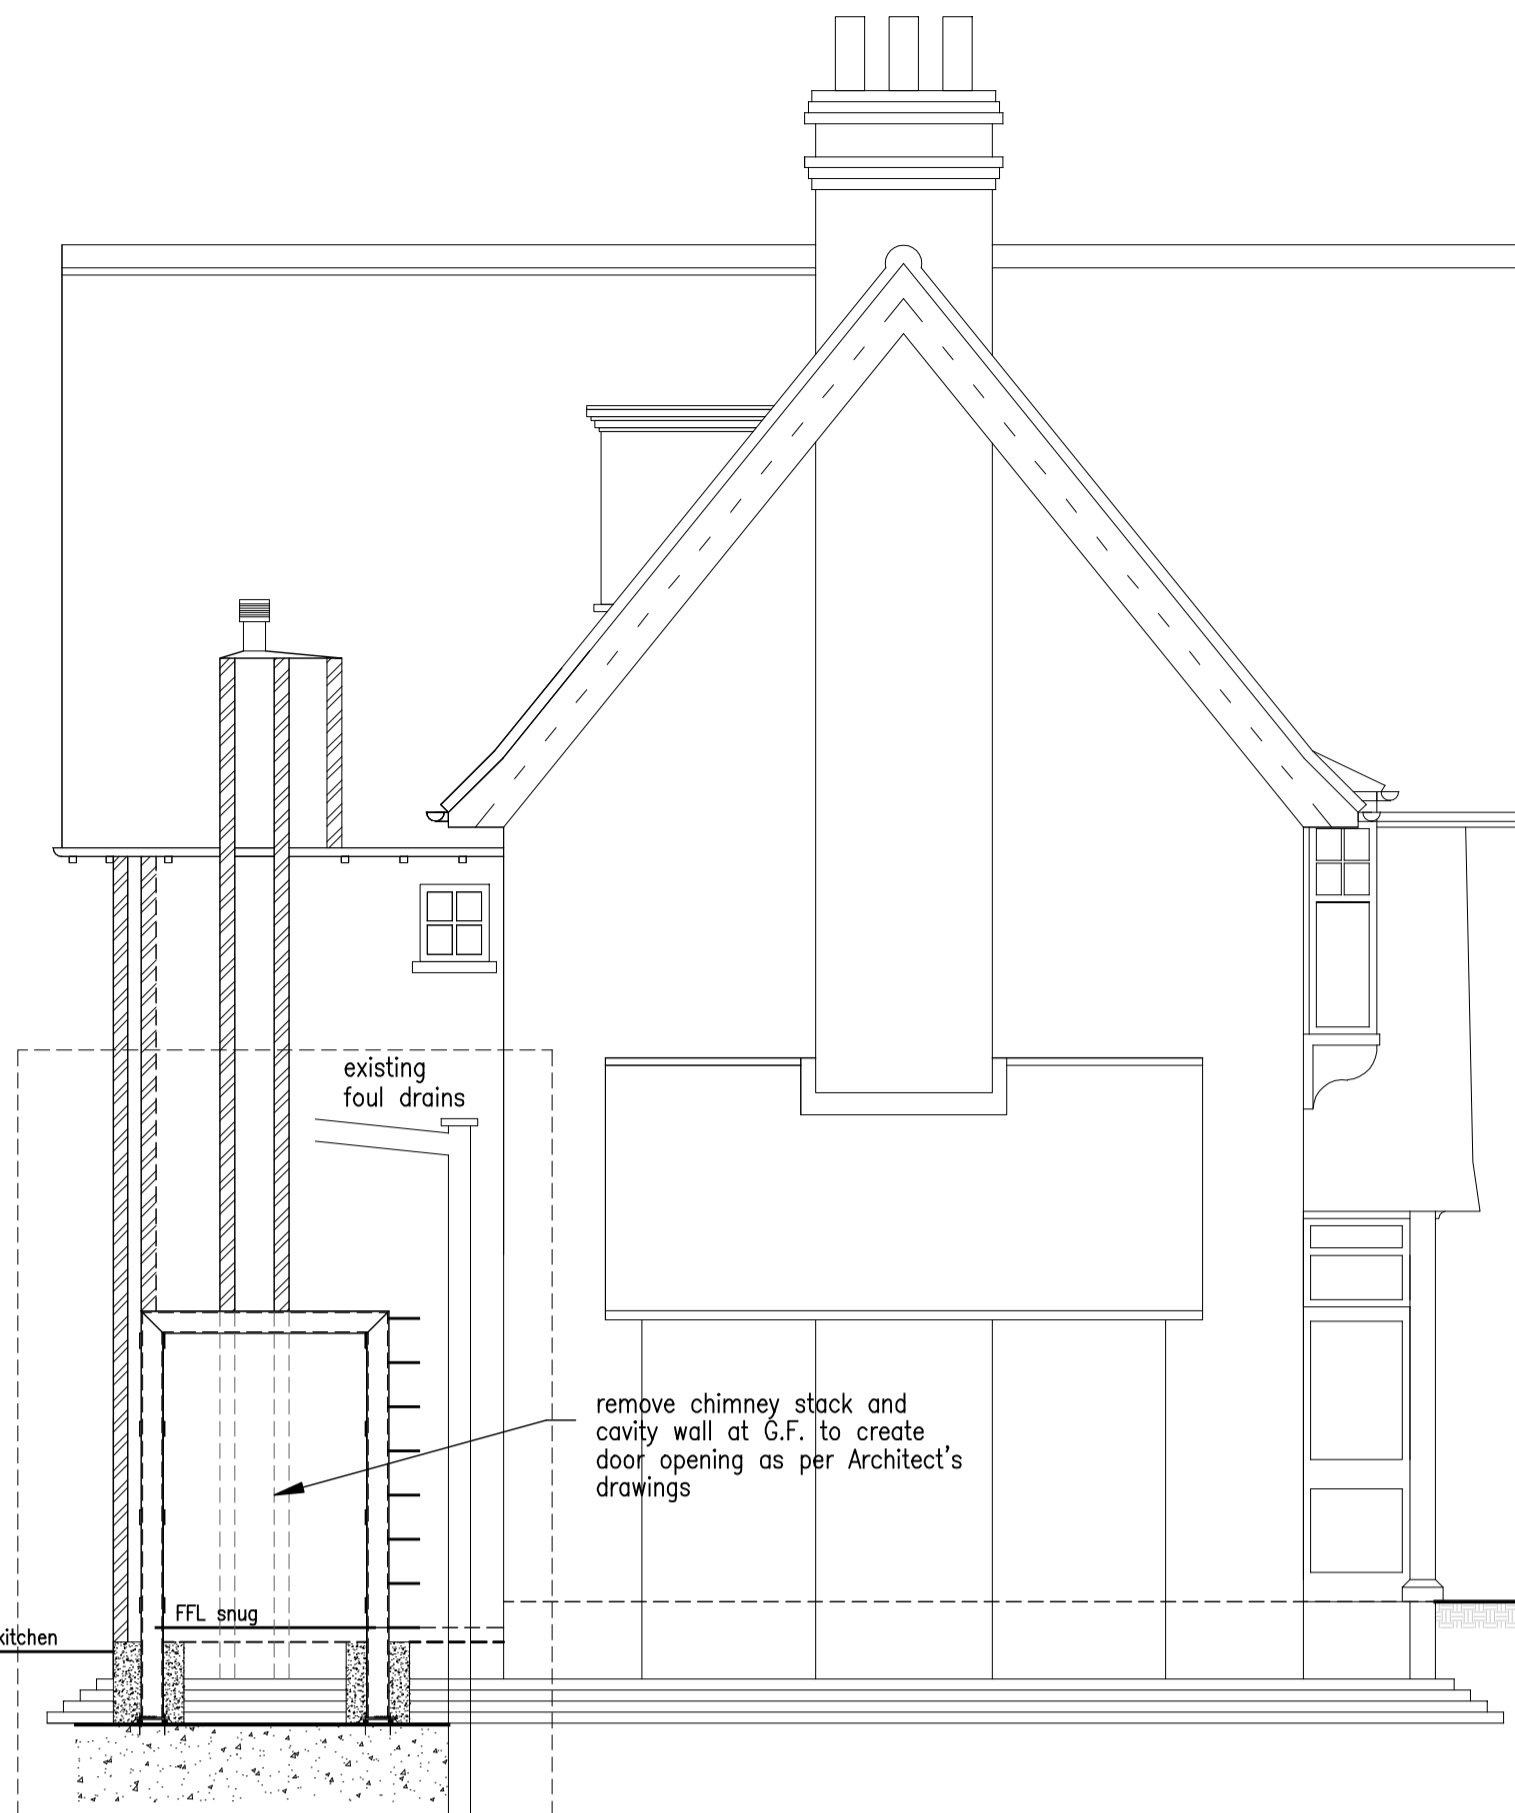 existing
foul drains
remove chimney stack and
cavity wall at G.F. to create
door opening as per Architect's
drawings
FFL snug
kitchen